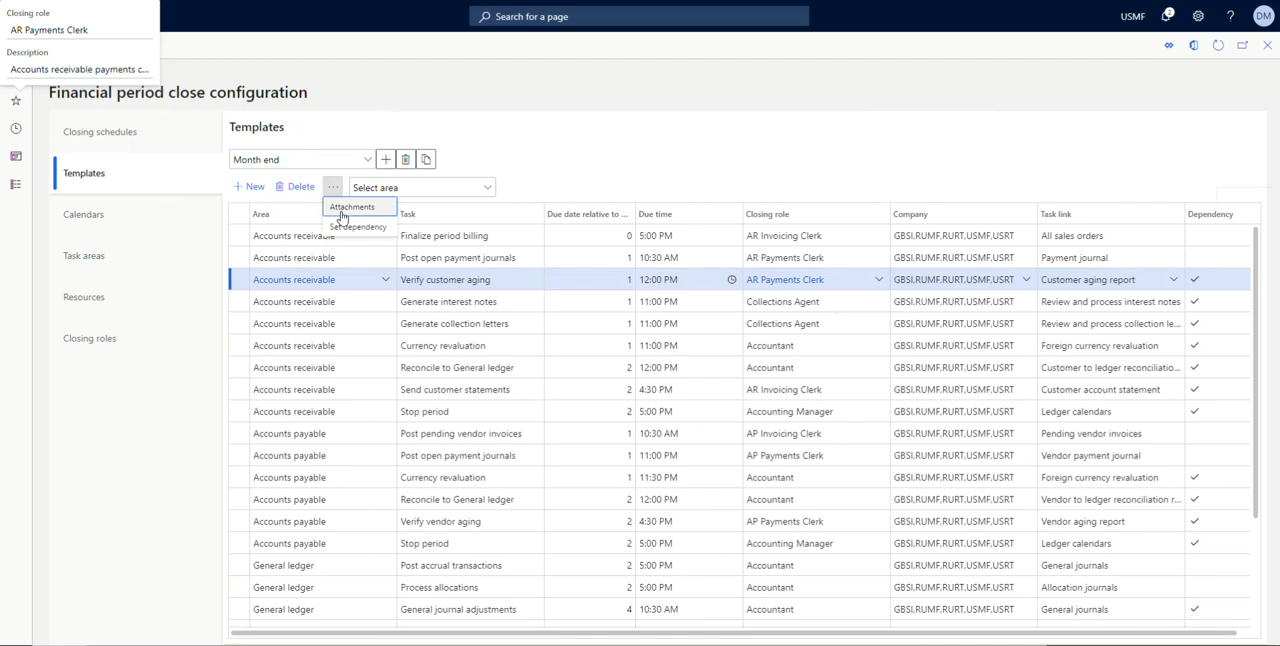 Closing role
AR Payments Clerk
Description
Accounts receivable payments c...
Search for a page
USMF
2
?
DM
Financial period close configuration
Closing schedules
Templates
Calendars
Task areas
Resources
Closing roles
Templates
Month end
New Delete ... Select area
Attachments
Set dependency
Area Task Due date relative to ... Due time Closing role Company Task link Dependency
Accounts receivable Finalize period billing 0 5:00 PM AR Invoicing Clerk GBSI,RUMF,RURT,USMF,USRT All sales orders
Accounts receivable Post open payment journals 1 10:30 AM AR Payments Clerk GBSI,RUMF,RURT,USMF,USRT Payment journal
Accounts receivable Verify customer aging 1 12:00 PM AR Payments Clerk GBSI,RUMF,RURT,USMF,USRT Customer aging report
Accounts receivable Generate interest notes 1 11:00 PM Collections Agent GBSI,RUMF,RURT,USMF,USRT Review and process interest notes
Accounts receivable Generate collection letters 1 11:00 PM Collections Agent GBSI,RUMF,RURT,USMF,USRT Review and process collection le...
Accounts receivable Currency revaluation 1 11:00 PM Accountant GBSI,RUMF,RURT,USMF,USRT Foreign currency revaluation
Accounts receivable Reconcile to General ledger 2 12:00 PM Accountant GBSI,RUMF,RURT,USMF,USRT Customer to ledger reconciliatio...
Accounts receivable Send customer statements 2 4:30 PM AR Invoicing Clerk GBSI,RUMF,RURT,USMF,USRT Customer account statement
Accounts receivable Stop period 2 5:00 PM Accounting Manager GBSI,RUMF,RURT,USMF,USRT Ledger calendars
Accounts payable Post pending vendor invoices 1 10:30 AM AP Invoicing Clerk GBSI,RUMF,RURT,USMF,USRT Pending vendor invoices
Accounts payable Post open payment journals 1 11:00 PM AP Payments Clerk GBSI,RUMF,RURT,USMF,USRT Vendor payment journal
Accounts payable Currency revaluation 1 11:30 PM Accountant GBSI,RUMF,RURT,USMF,USRT Foreign currency revaluation
Accounts payable Reconcile to General ledger 2 12:00 PM Accountant GBSI,RUMF,RURT,USMF,USRT Vendor to ledger reconciliation r...
Accounts payable Verify vendor aging 2 4:30 PM AP Payments Clerk GBSI,RUMF,RURT,USMF,USRT Vendor aging report
Accounts payable Stop period 2 5:00 PM Accounting Manager GBSI,RUMF,RURT,USMF,USRT Ledger calendars
General ledger Post accrual transactions 2 5:00 PM Accountant GBSI,RUMF,RURT,USMF,USRT General journals
General ledger Process allocations 2 5:00 PM Accountant GBSI,RUMF,RURT,USMF,USRT Allocation journals
General ledger General journal adjustments 4 10:30 AM Accountant GBSI,RUMF,RURT,USMF,USRT General journals